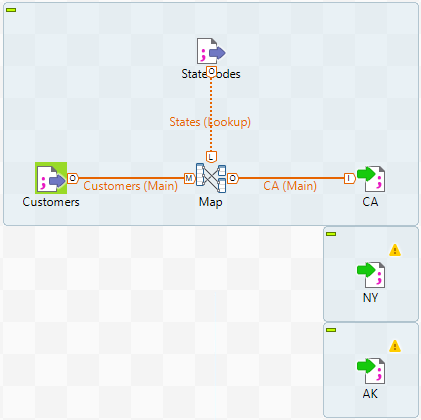 StateCodes
O
States (Lookup)
L
O
Customers (Main)
M
O
CA (Main)
I
Customers
Map
CA
NY
AK